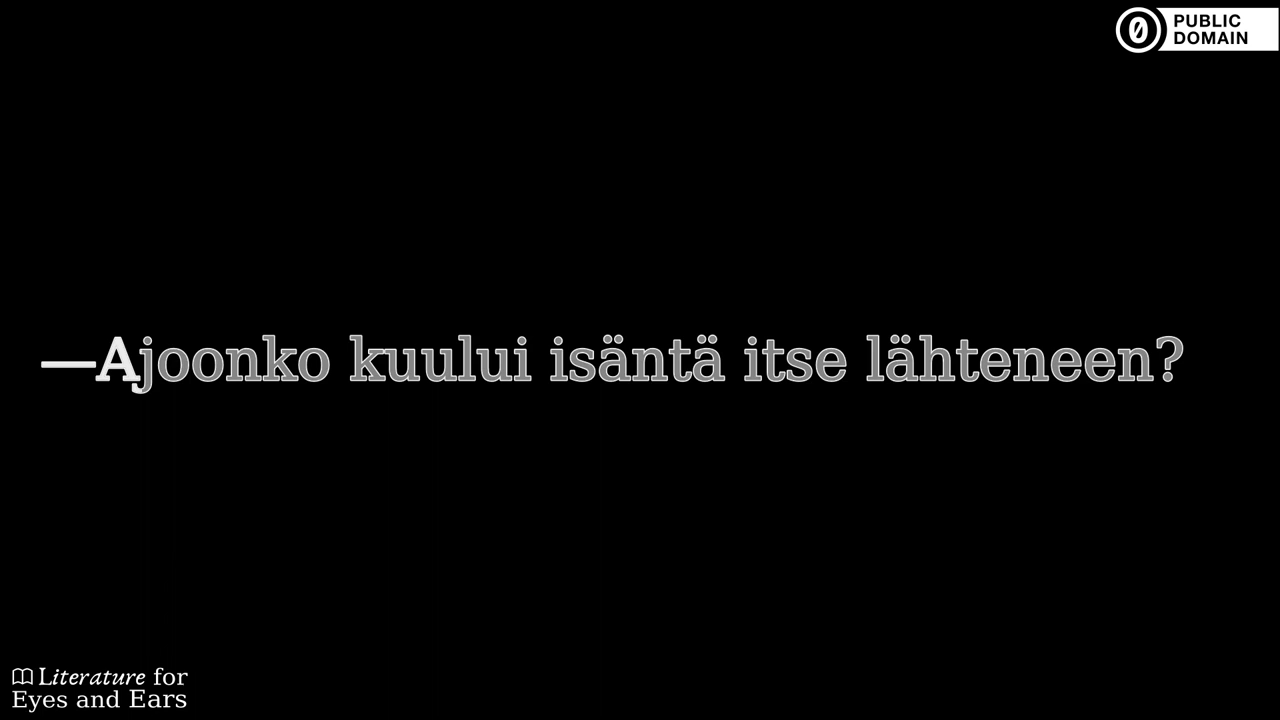 PUBLIC
DOMAIN
—Ajoonko kuului isäntä itse lähteneen?
Literature for
Eyes and Ears